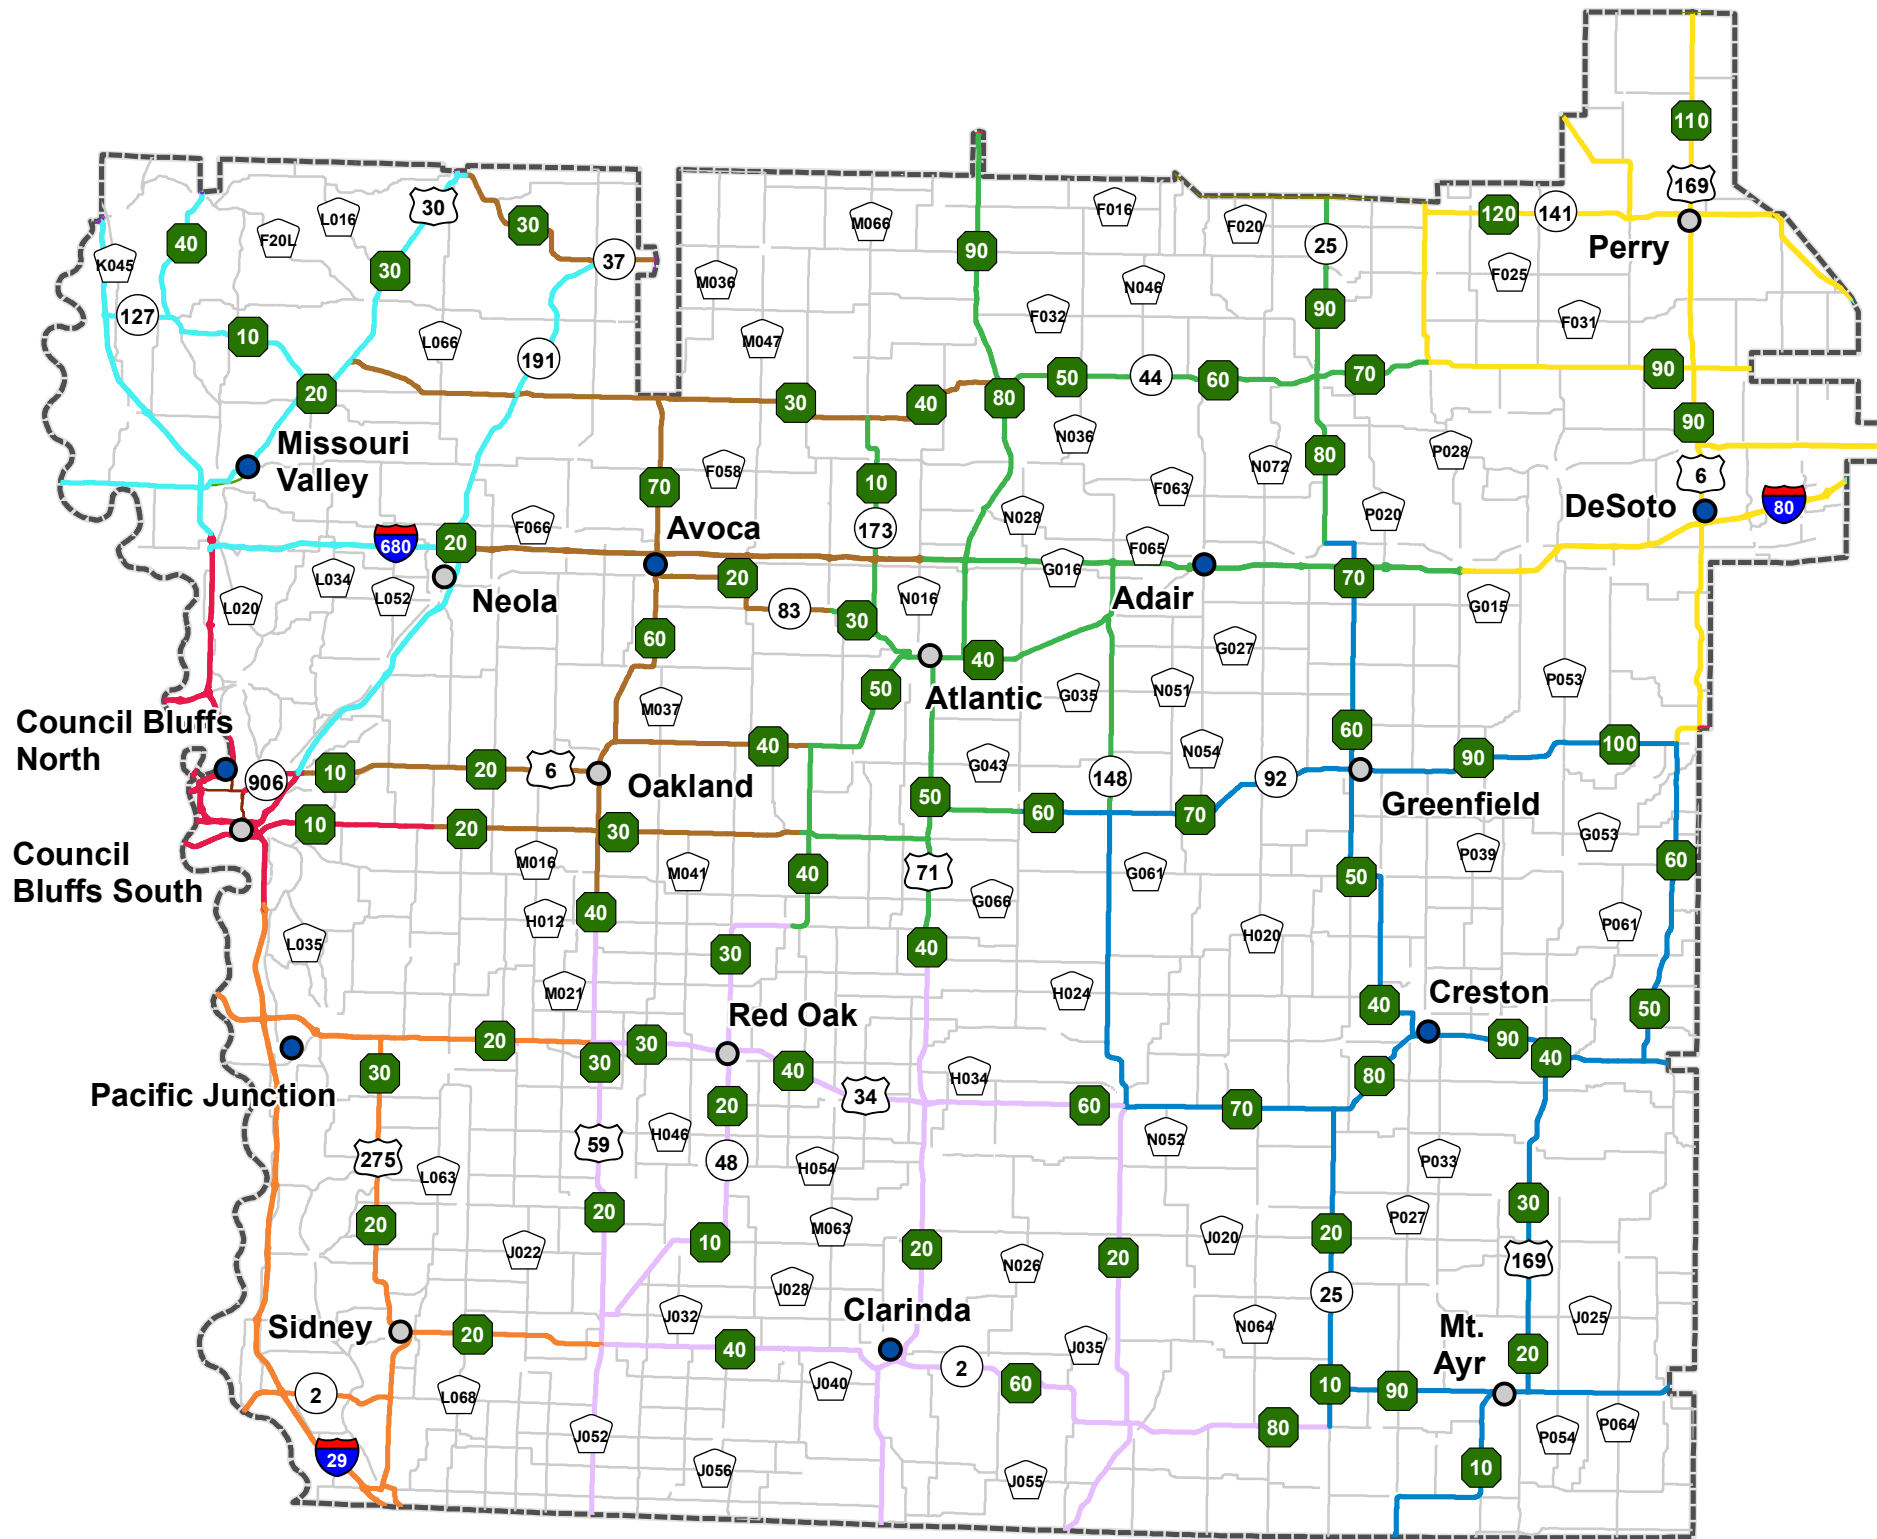 110
169
30
L016
F20L
40
30
37
K045
30
127
10
L066
191
20
Missouri
Valley
M066
F016
F020
25
120
141
Perry
90
M036
N046
F025
F032
90
F031
M047
50
44
60
70
90
30
40
80
90
N036
P028
80
N072
F058
70
10
F063
6
DeSoto
80
N028
P020
173
F066
Avoca
680
20
F065
G016
L034
L052
Neola
20
83
N016
Adair
70
G015
L020
30
60
G027
40
P053
50
Atlantic
G035
N051
M037
Council Bluffs
North
60
100
40
N054
90
906
10
20
6
Oakland
G043
148
92
50
Greenfield
60
70
10
20
30
G053
Council
Bluffs South
M016
M041
40
71
G061
P039
60
50
G066
40
H012
P061
H020
L035
30
40
M021
H024
Creston
40
50
Red Oak
20
30
90
30
40
40
30
H034
80
Pacific Junction
34
20
60
70
H046
N052
59
275
48
P033
L063
H054
30
20
20
M063
P027
10
20
J020
J022
20
20
169
N026
J028
25
Sidney
Clarinda
J032
J025
N064
Mt.
Ayr
20
40
J035
20
2
2
J040
60
10
90
L068
P064
P054
80
J052
29
J056
J055
10